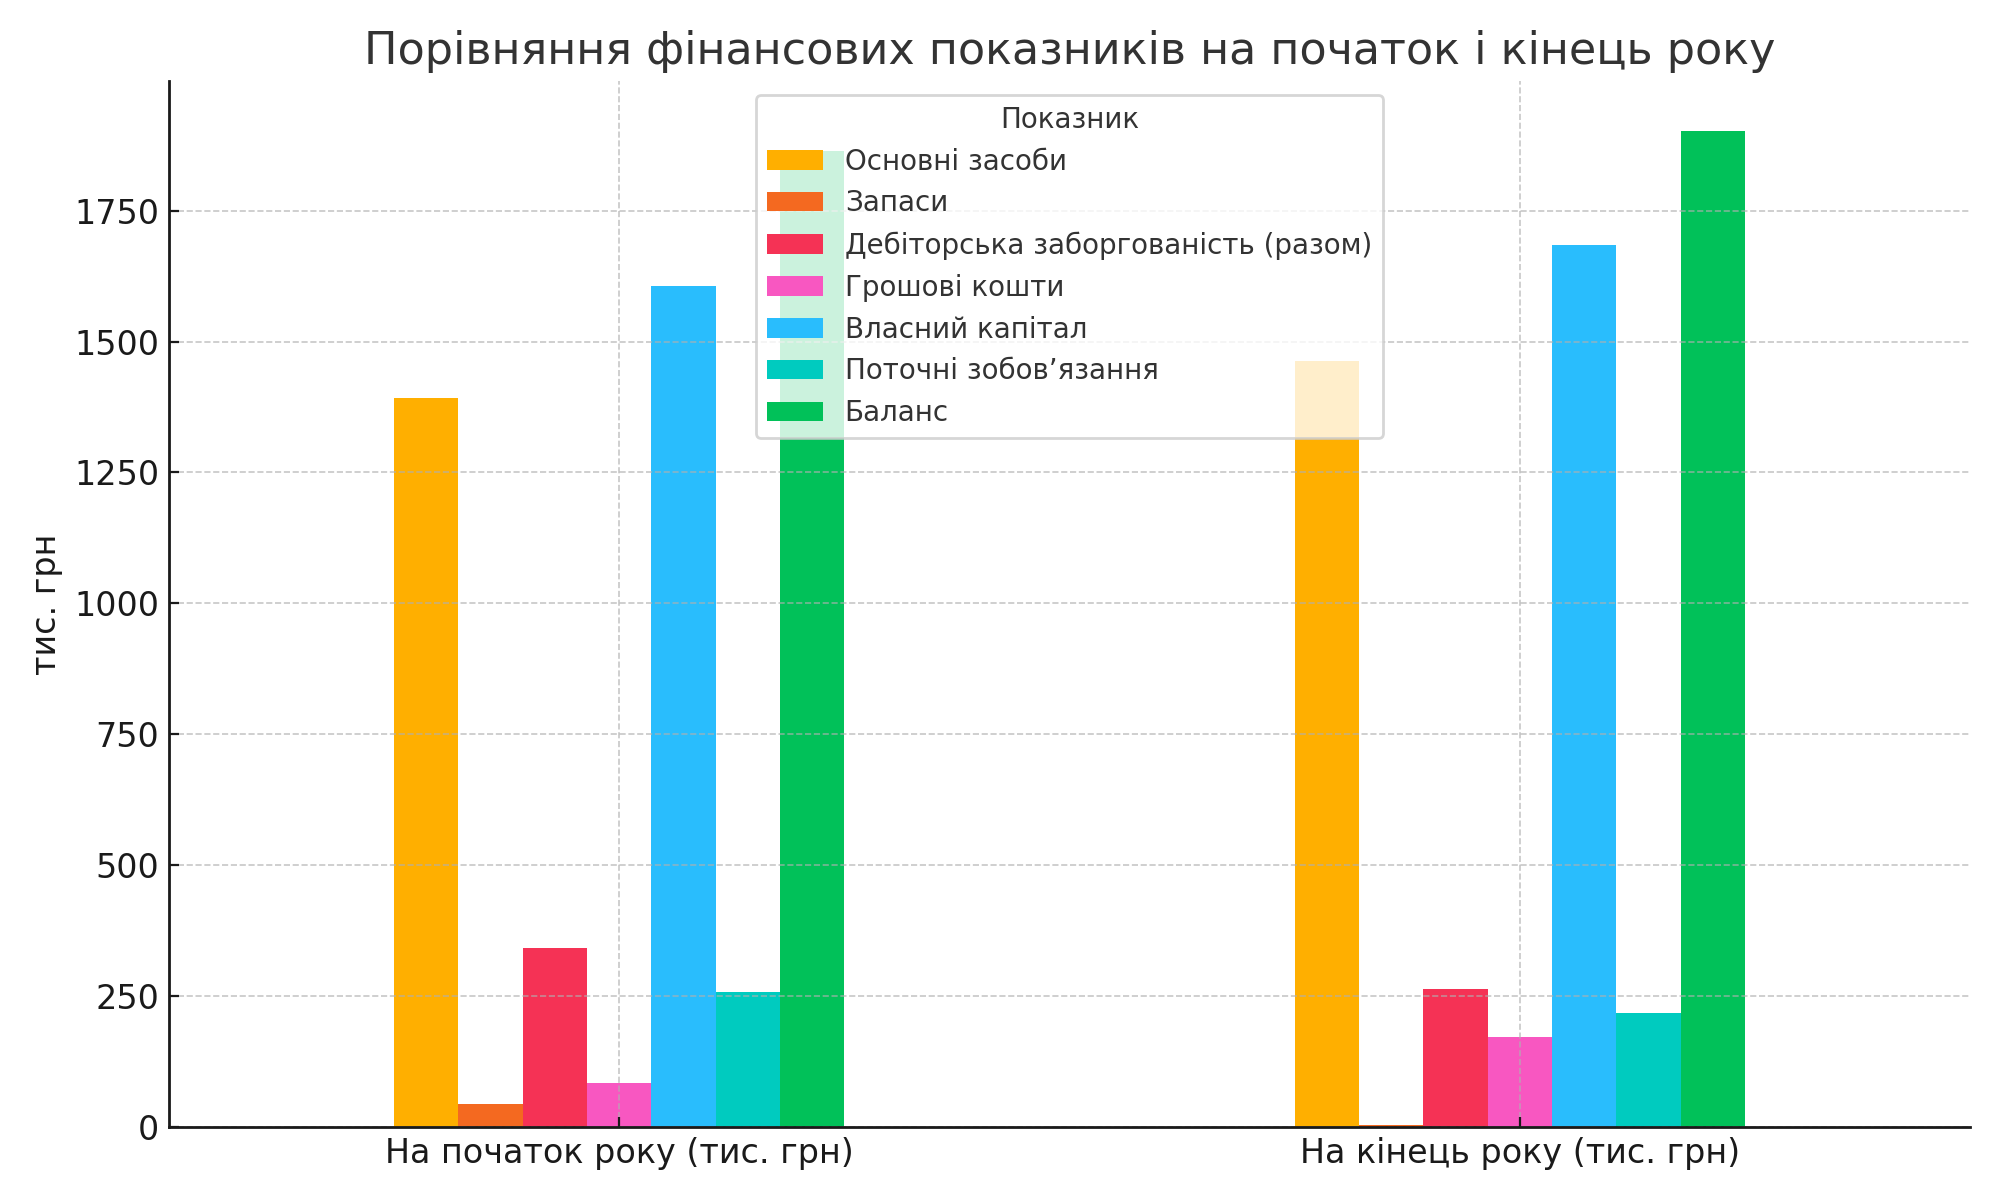 Порівняння фінансових показників на початок і кінець року
Показник
Основні засоби
Запаси
Дебіторська заборгованість (разом)
Грошові кошти
Власний капітал
Поточні зобов’язання
Баланс
тис. грн
1750
1500
1250
1000
750
500
250
0
На початок року (тис. грн)
На кінець року (тис. грн)